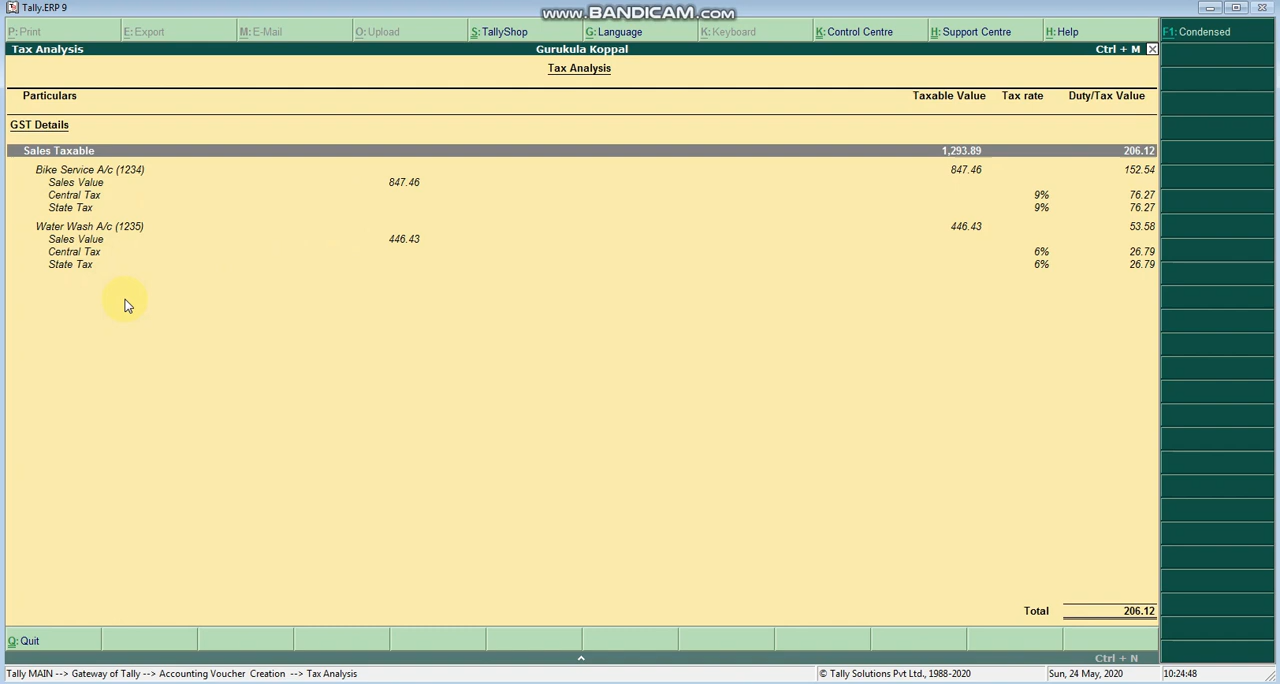 Tally.ERP 9
www.BANDICAM.com
P: Print E: Export M: E-Mail O: Upload S: TallyShop G: Language K: Keyboard K: Control Centre H: Support Centre H: Help F1: Condensed
Tax Analysis Gurukula Koppal Ctrl + M
Tax Analysis
Particulars Taxable Value Tax rate Duty/Tax Value
GST Details
Sales Taxable 1,293.89 206.12
Bike Service A/c (1234) 847.46 152.54
Sales Value 847.46
Central Tax 9% 76.27
State Tax 9% 76.27
Water Wash A/c (1235) 446.43 53.58
Sales Value 446.43
Central Tax 6% 26.79
State Tax 6% 26.79
Total 206.12
Q: Quit
Ctrl + N
Tally MAIN --> Gateway of Tally --> Accounting Voucher Creation --> Tax Analysis © Tally Solutions Pvt Ltd., 1988-2020 Sun, 24 May, 2020 10:24:48